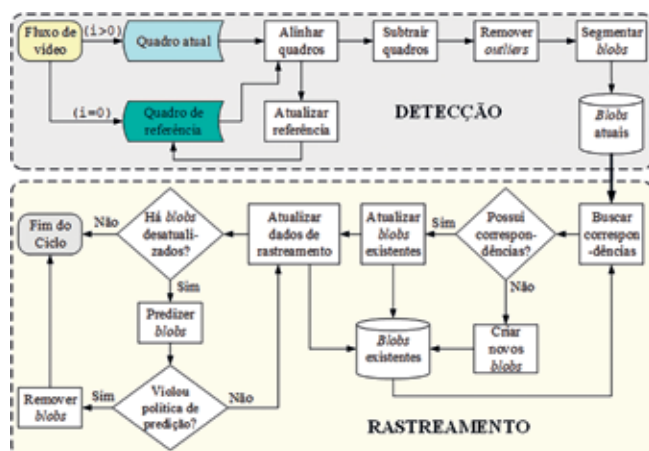 Fluxo de
vídeo
(i>0)
Quadro atual
Alinhar
quadros
Subtrair
quadros
Remover
outliers
Segmentar
blobs
(i=0)
Quadro de
referência
Atualizar
referência
DETECÇÃO
Blobs
atuais
Fim do
Ciclo
Não
Há blobs
desatuali-
zados?
Atualizar
dados de
rastreamento
Atualizar
blobs
existentes
Sim
Possui
correspon-
dências?
Buscar
correspon
-dências
Sim
Não
Predizer
blobs
Blobs
existentes
Criar
novos
blobs
Remover
blobs
Sim
Violou
política de
predição?
Não
RASTREAMENTO